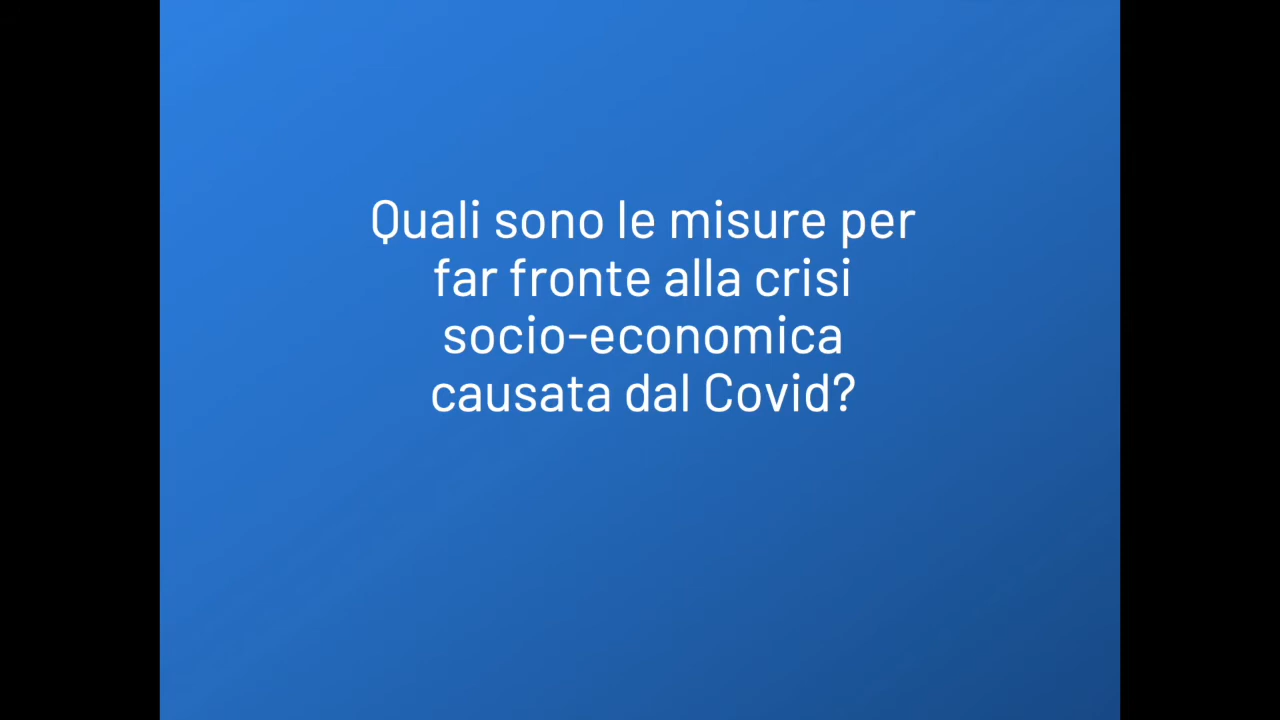 Quali sono le misure per
far fronte alla crisi
socio-economica
causata dal Covid?